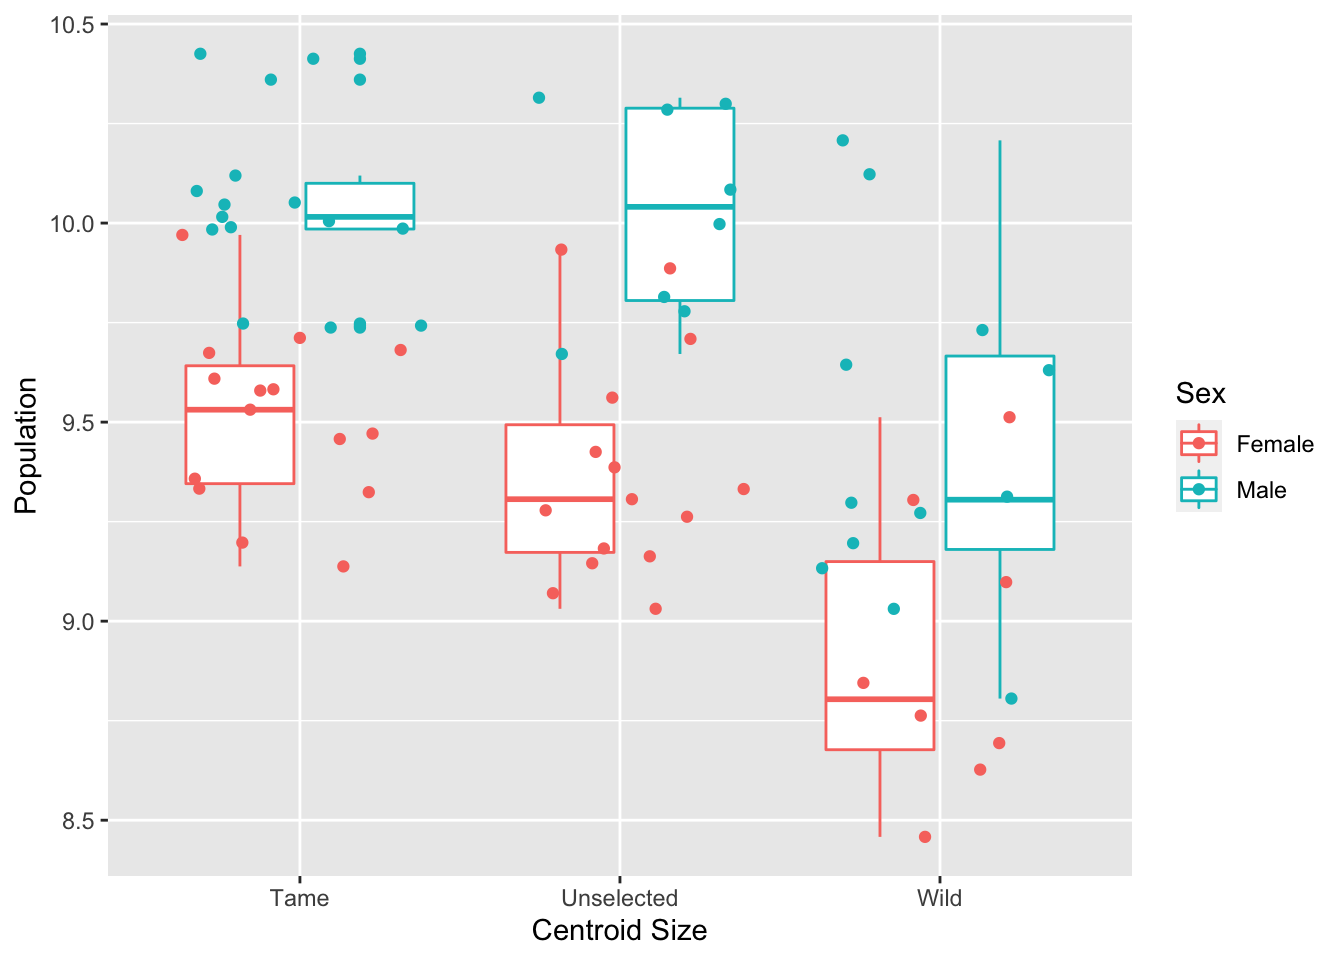 10.5
10.0
9.5
9.0
8.5
Population
Tame
Unselected
Wild
Centroid Size
Sex
Female
Male